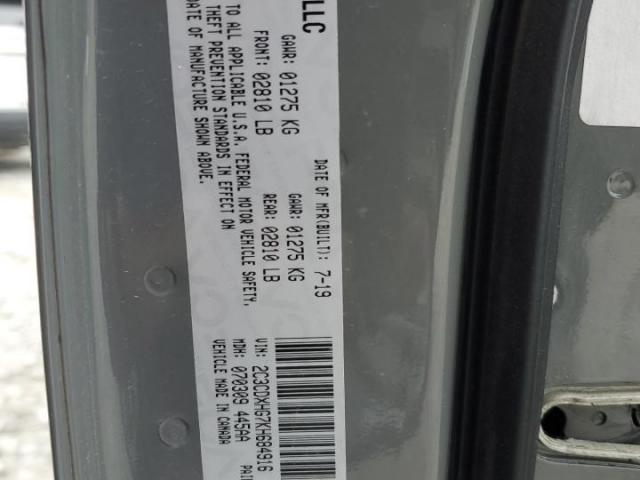 LLC
DATE OF MFR(BUILT): 7-19
GAWR: 01275 KG
FRONT: 02810 LB
GAWR: 01275 KG
REAR: 02810 LB
TO ALL APPLICABLE U.S.A. FEDERAL MOTOR VEHICLE SAFETY,
THEFT PREVENTION STANDARDS IN EFFECT ON
DATE OF MANUFACTURE SHOWN ABOVE.
VIN: 2C3CDXHG7KH684916
MDH: 070309 445AA
VEHICLE MADE IN CANADA